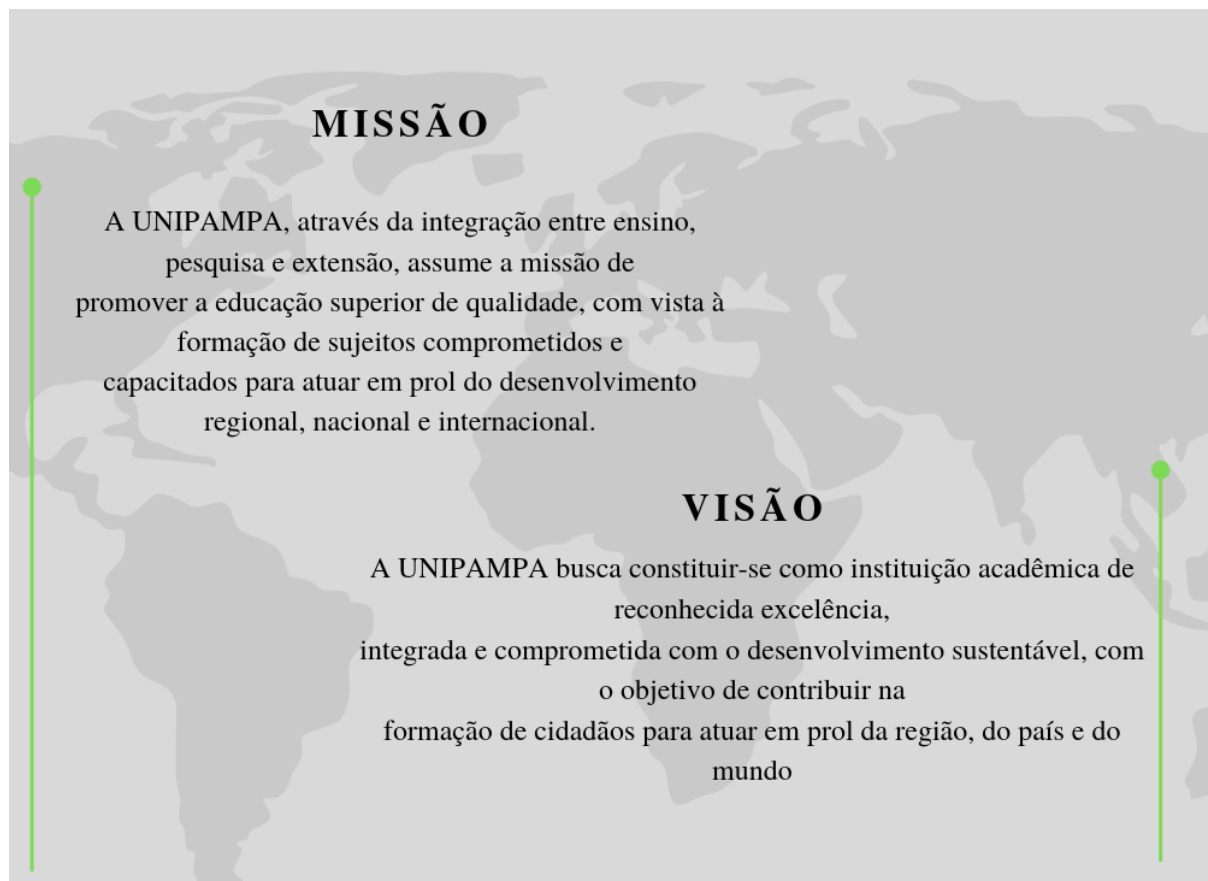 MISSÃO
A UNIPAMPA, através da integração entre ensino,
pesquisa e extensão, assume a missão de
promover a educação superior de qualidade, com vista à
formação de sujeitos comprometidos e
capacitados para atuar em prol do desenvolvimento
regional, nacional e internacional.
VISÃO
A UNIPAMPA busca constituir-se como instituição acadêmica de
reconhecida excelência,
integrada e comprometida com o desenvolvimento sustentável, com
o objetivo de contribuir na
formação de cidadãos para atuar em prol da região, do país e do
mundo